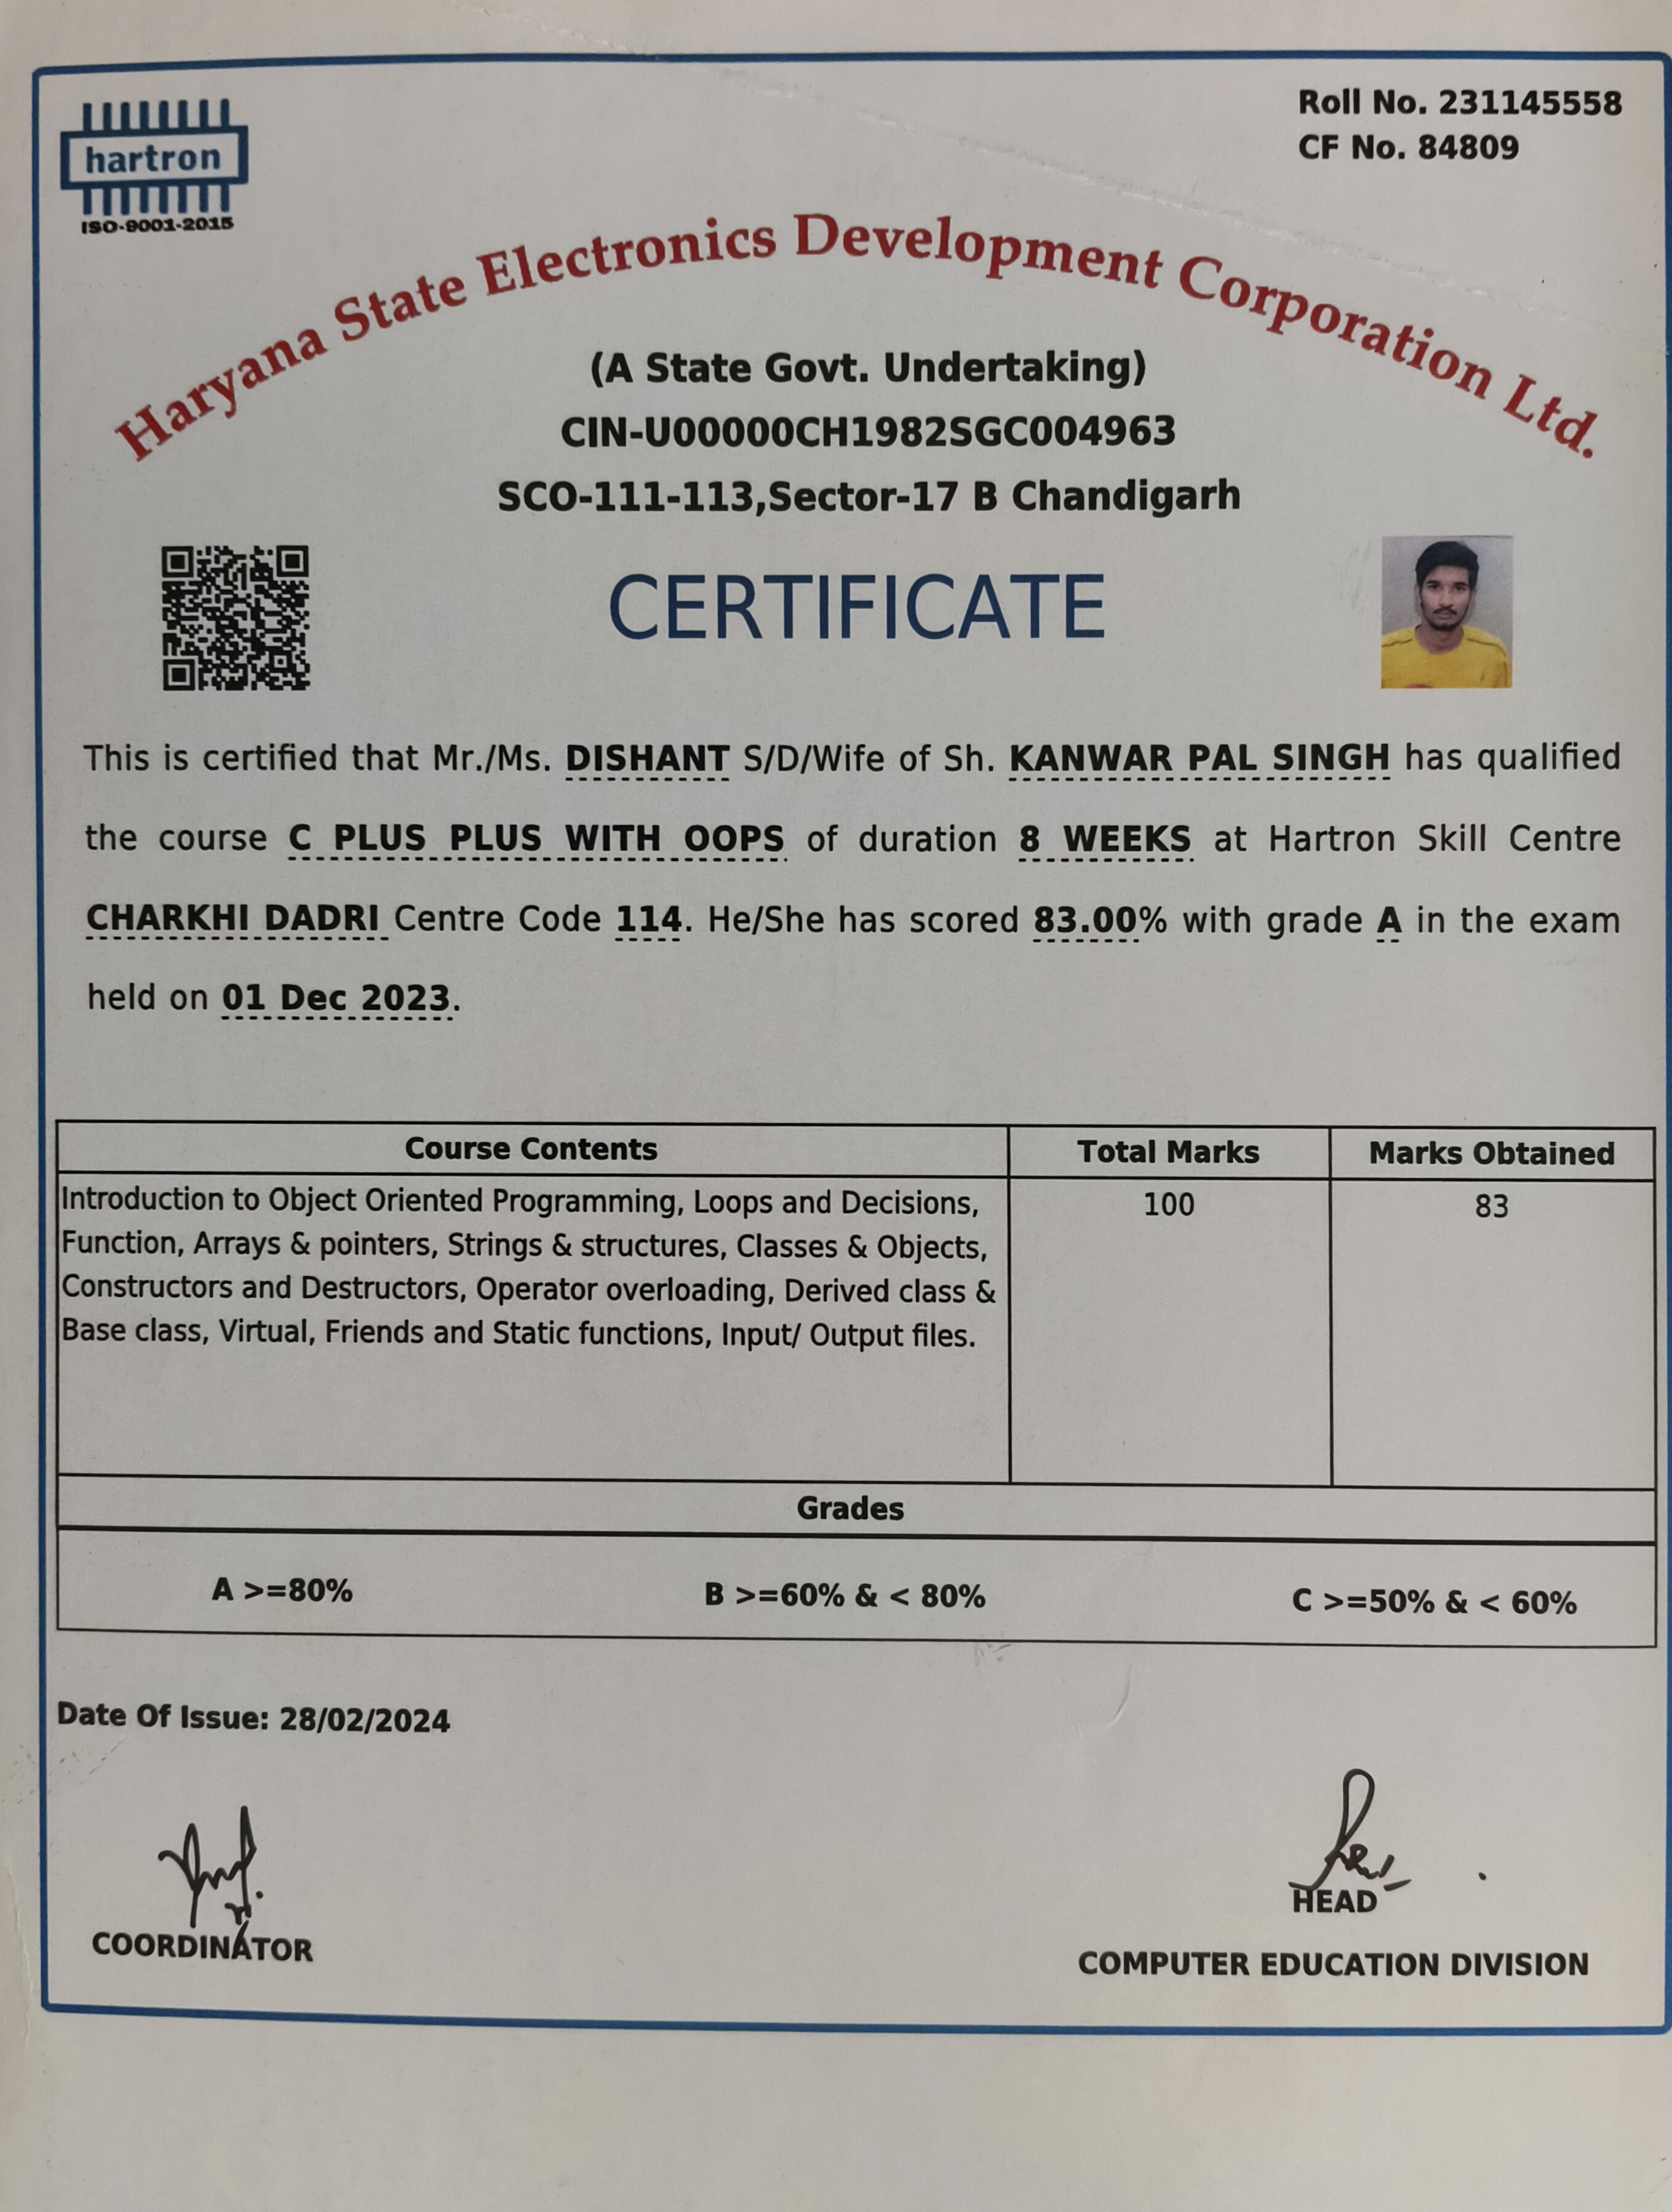 hartron
ISO-9001-2015
Roll No. 231145558
CF No. 84809
Haryana State Electronics Development Corporation Ltd.
(A State Govt. Undertaking)
CIN-U00000CH1982SGC004963
SCO-111-113,Sector-17 B Chandigarh
CERTIFICATE
This is certified that Mr./Ms. DISHANT S/D/Wife of Sh. KANWAR PAL SINGH has qualified
the course C PLUS PLUS WITH OOPS of duration 8 WEEKS at Hartron Skill Centre
CHARKHI DADRI Centre Code 114. He/She has scored 83.00% with grade A in the exam
held on 01 Dec 2023.
Course Contents Total Marks Marks Obtained
Introduction to Object Oriented Programming, Loops and Decisions, 100 83
Function, Arrays & pointers, Strings & structures, Classes & Objects,
Constructors and Destructors, Operator overloading, Derived class &
Base class, Virtual, Friends and Static functions, Input/ Output files.
Grades
A >=80% B >=60% & < 80% C >=50% & < 60%
Date Of Issue: 28/02/2024
COORDINATOR
HEAD
COMPUTER EDUCATION DIVISION